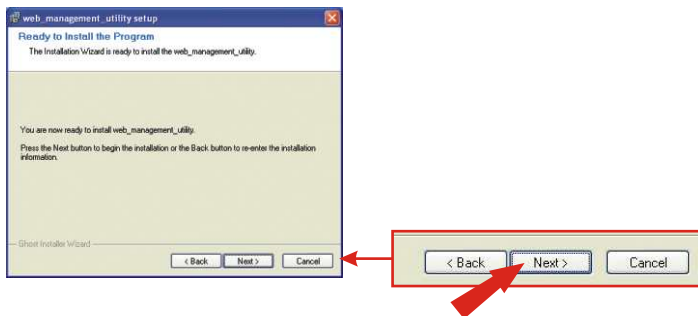 web_management_utility setup
Ready to Install the Program
The Installation Wizard is ready to install the web_management_utility.
You are now ready to install web_management_utility.
Press the Next button to begin the installation or the Back button to re-enter the installation
information.
Ghost Installer Wizard
< Back Next > Cancel
< Back Next > Cancel